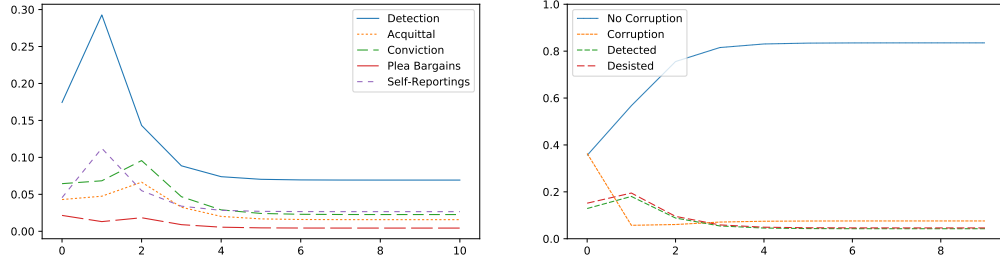 0.30
0.25
0.20
0.15
0.10
0.05
0.00
0 2 4 6 8 10
Detection
Acquittal
Conviction
Plea Bargains
Self-Reportings
1.0
0.8
0.6
0.4
0.2
0.0
0 2 4 6 8
No Corruption
Corruption
Detected
Desisted